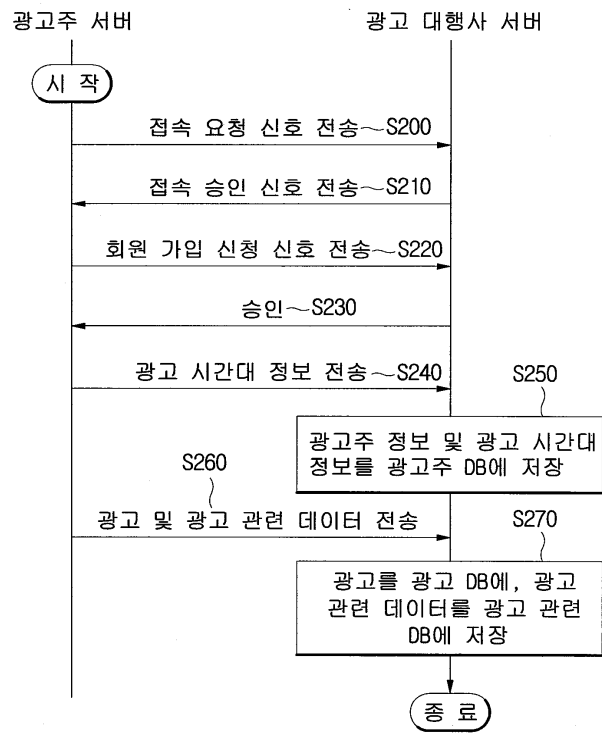 광고주 서버
광고 대행사 서버
시 작
접속 요청 신호 전송~S200
접속 승인 신호 전송~S210
회원 가입 신청 신호 전송~S220
승인~S230
광고 시간대 정보 전송~S240
S250
광고주 정보 및 광고 시간대
정보를 광고주 DB에 저장
S260
광고 및 광고 관련 데이터 전송
S270
광고를 광고 DB에, 광고
관련 데이터를 광고 관련
DB에 저장
종 료